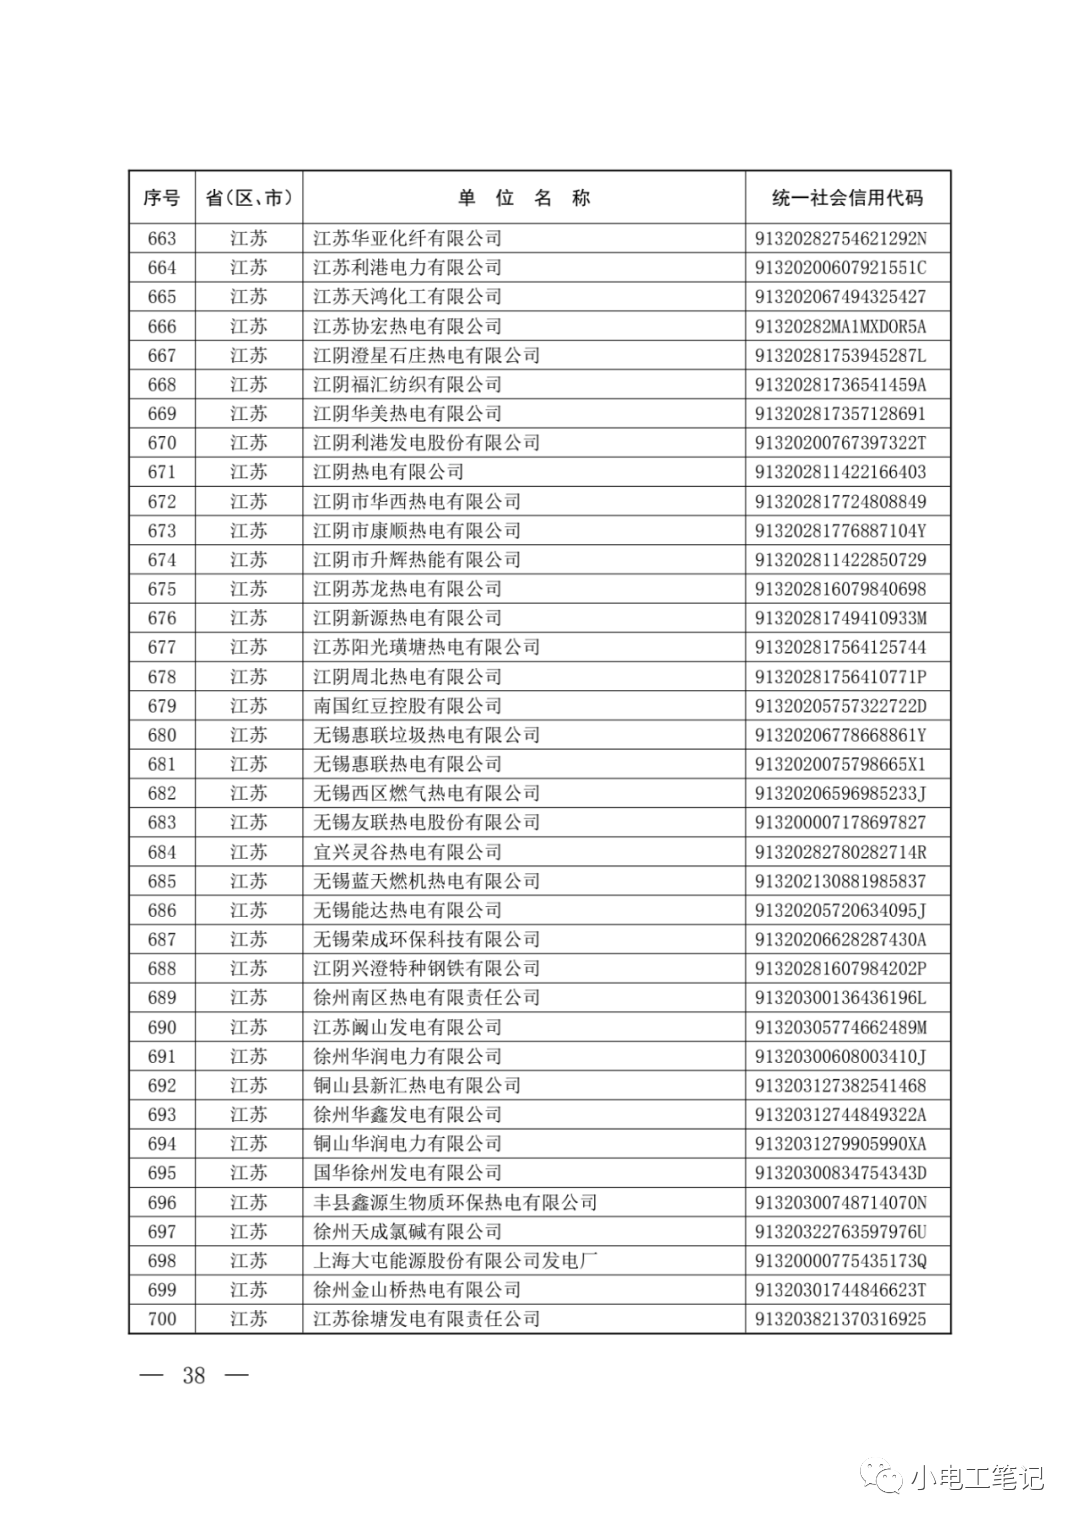 序号 省(区、市) 单 位 名 称 统一社会信用代码
663 江苏 江苏华亚化纤有限公司 91320282754621292N
664 江苏 江苏利港电力有限公司 91320200607921551C
665 江苏 江苏天鸿化工有限公司 913202067494325427
666 江苏 江苏协宏热电有限公司 91320282MA1MXDOR5A
667 江苏 江阴澄星石庄热电有限公司 91320281753945287L
668 江苏 江阴福汇纺织有限公司 91320281736541459A
669 江苏 江阴华美热电有限公司 913202817357128691
670 江苏 江阴利港发电股份有限公司 91320200767397322T
671 江苏 江阴热电有限公司 913202811422166403
672 江苏 江阴市华西热电有限公司 913202817724808849
673 江苏 江阴市康顺热电有限公司 91320281776887104Y
674 江苏 江阴市升辉热能有限公司 913202811422850729
675 江苏 江阴苏龙热电有限公司 913202816079840698
676 江苏 江阴新源热电有限公司 91320281749410933M
677 江苏 江苏阳光璜塘热电有限公司 913202817564125744
678 江苏 江阴周北热电有限公司 91320281756410771P
679 江苏 南国红豆控股有限公司 91320205757322722D
680 江苏 无锡惠联垃圾热电有限公司 91320206778668861Y
681 江苏 无锡惠联热电有限公司 9132020075798665X1
682 江苏 无锡西区燃气热电有限公司 91320206596985233J
683 江苏 无锡友联热电股份有限公司 913200007178697827
684 江苏 宜兴灵谷热电有限公司 91320282780282714R
685 江苏 无锡蓝天燃机热电有限公司 913202130881985837
686 江苏 无锡能达热电有限公司 91320205720634095J
687 江苏 无锡荣成环保科技有限公司 91320206628287430A
688 江苏 江阴兴澄特种钢铁有限公司 91320281607984202P
689 江苏 徐州南区热电有限责任公司 91320300136436196L
690 江苏 江苏阚山发电有限公司 91320305774662489M
691 江苏 徐州华润电力有限公司 91320300608003410J
692 江苏 铜山县新汇热电有限公司 913203127382541468
693 江苏 徐州华鑫发电有限公司 91320312744849322A
694 江苏 铜山华润电力有限公司 9132031279905990XA
695 江苏 国华徐州发电有限公司 91320300834754343D
696 江苏 丰县鑫源生物质环保热电有限公司 91320300748714070N
697 江苏 徐州天成氯碱有限公司 91320322763597976U
698 江苏 上海大屯能源股份有限公司发电厂 91320000775435173Q
699 江苏 徐州金山桥热电有限公司 91320301744846623T
700 江苏 江苏徐塘发电有限责任公司 913203821370316925
— 38 —
小电工笔记